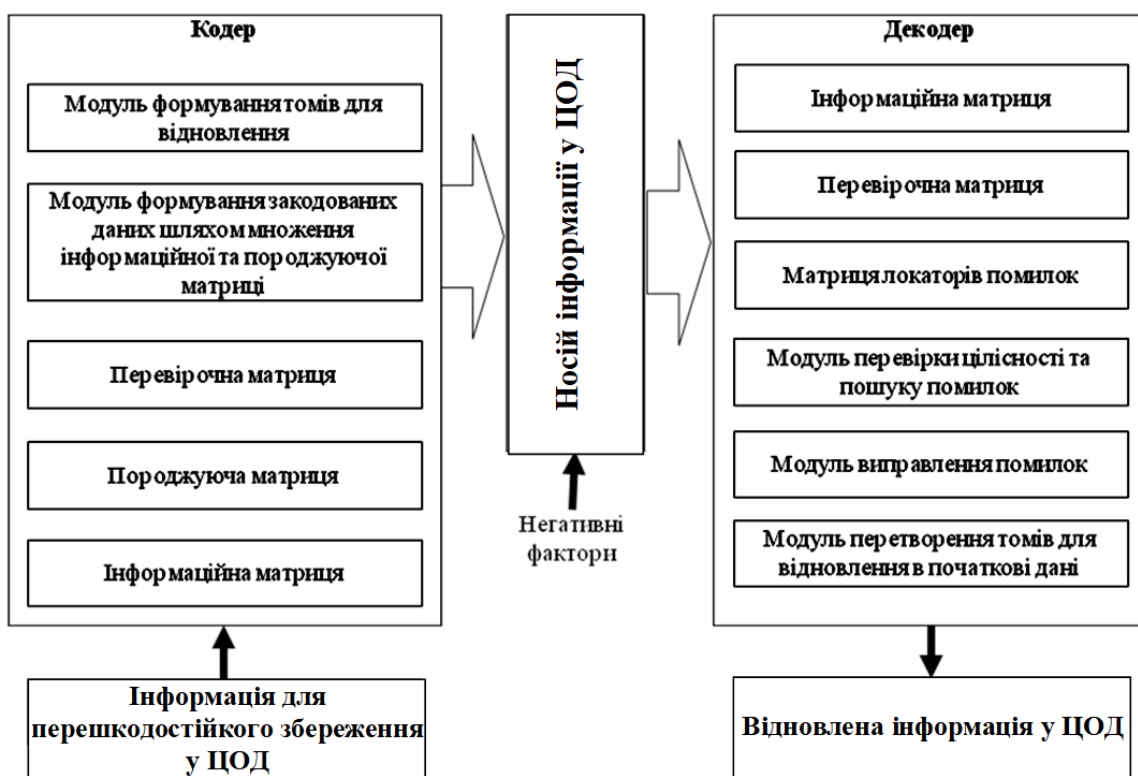 Кодер
Модуль формування томів для
відновлення
Модуль формування закодованих
даних шляхом множення
інформаційної та породжуючої
матриці
Перевірочна матриця
Породжуюча матриця
Інформаційна матриця
Інформація для
перешкодостійкого збереження
у ЦОД
Носій інформації у ЦОД
Негативні
фактори
Декодер
Інформаційна матриця
Перевірочна матриця
Матриця локаторів помилок
Модуль перевірки цілісності та
пошуку помилок
Модуль виправлення помилок
Модуль перетворення томів для
відновлення в початкові дані
Відновлена інформація у ЦОД